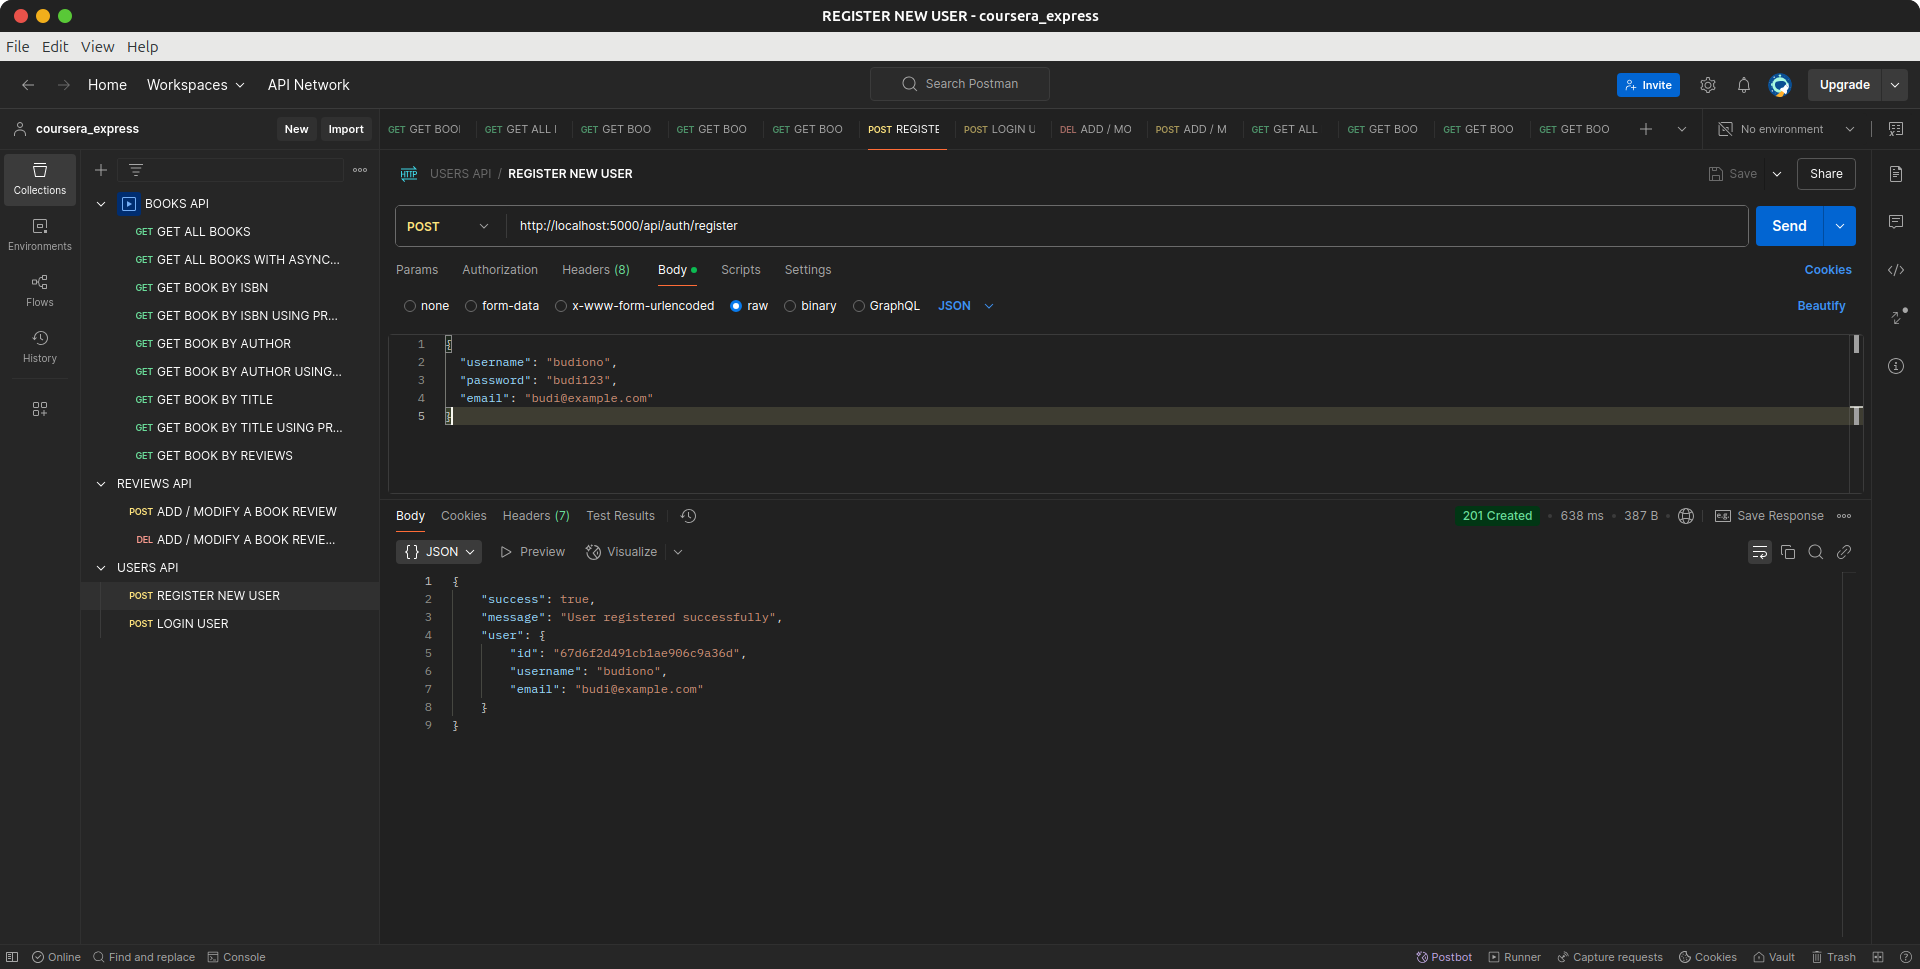 REGISTER NEW USER - coursera_express
File Edit View Help
Home Workspaces API Network
Search Postman
Invite
Upgrade
coursera_express
New Import
GET GET BOO
GET GET ALL
GET GET BOO
GET GET BOO
GET GET BOO
POST REGISTE
POST LOGIN U
DEL ADD / MO
POST ADD / M
GET GET ALL
GET GET BOO
GET GET BOO
GET GET BOO
No environment
Collections
Environments
Flows
History
BOOKS API
GET GET ALL BOOKS
GET GET ALL BOOKS WITH ASYNC...
GET GET BOOK BY ISBN
GET GET BOOK BY ISBN USING PR...
GET GET BOOK BY AUTHOR
GET GET BOOK BY AUTHOR USING...
GET GET BOOK BY TITLE
GET GET BOOK BY TITLE USING PR...
GET GET BOOK BY REVIEWS
REVIEWS API
POST ADD / MODIFY A BOOK REVIEW
DEL ADD / MODIFY A BOOK REVIE...
USERS API
POST REGISTER NEW USER
POST LOGIN USER
HTTP USERS API / REGISTER NEW USER
Save Share
POST http://localhost:5000/api/auth/register
Send
Params Authorization Headers (8) Body Scripts Settings
Cookies
none form-data x-www-form-urlencoded raw binary GraphQL JSON
Beautify
1 {
2 "username": "budiono",
3 "password": "budi123",
4 "email": "budi@example.com"
5 }
Body Cookies Headers (7) Test Results
201 Created • 638 ms • 387 B
e.g. Save Response
{} JSON Preview Visualize
1 {
2 "success": true,
3 "message": "User registered successfully",
4 "user": {
5 "id": "67d6f2d491cb1ae906c9a36d",
6 "username": "budiono",
7 "email": "budi@example.com"
8 }
9 }
Online Find and replace Console
Postbot Runner Capture requests Cookies Vault Trash